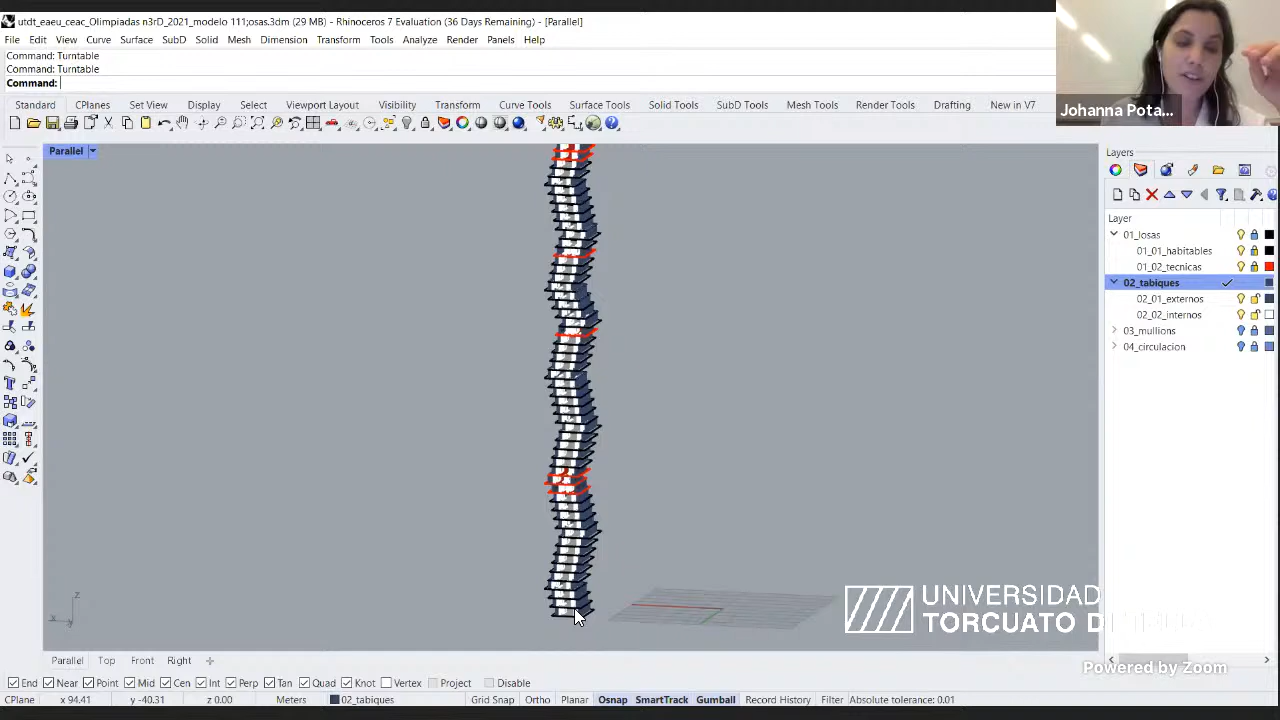 utdt_eaeu_ceac_Olimpiadas n3rD_2021_modelo 111;osas.3dm (29 MB) - Rhinoceros 7 Evaluation (36 Days Remaining) - [Parallel]
File Edit View Curve Surface SubD Solid Mesh Dimension Transform Tools Analyze Render Panels Help
Command: Turntable
Command: Turntable
Command:
Standard CPlanes Set View Display Select Viewport Layout Visibility Transform Curve Tools Surface Tools Solid Tools SubD Tools Mesh Tools Render Tools Drafting New in V7
Johanna Pota...
Parallel
Layers
Layer
01_losas
01_01_habitables
01_02_tecnicas
02_tabiques
02_01_externos
02_02_internos
03_mullions
04_circulacion
z
x
y
UNIVERSIDAD
TORCUATO
Powered by Zoom
Parallel Top Front Right
End Near Point Mid Cen Int Perp Tan Quad Knot Vertex Project Disable
CPlane x 94.41 y -40.31 z 0.00 Meters 02_tabiques Grid Snap Ortho Planar Osnap SmartTrack Gumball Record History Filter Absolute tolerance: 0.01